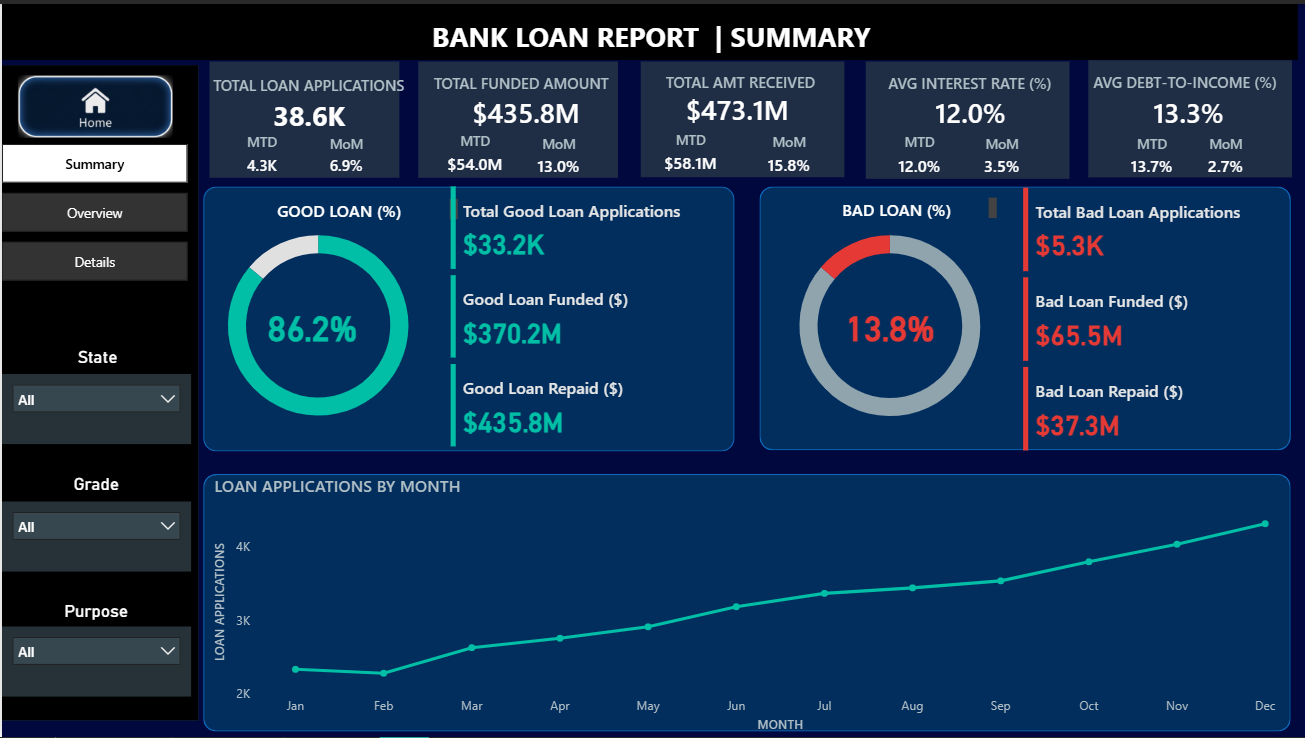 BANK LOAN REPORT | SUMMARY
Home
Summary
Overview
Details
State
All
Grade
All
Purpose
All
TOTAL LOAN APPLICATIONS
38.6K
MTD MoM
4.3K 6.9%
TOTAL FUNDED AMOUNT
$435.8M
MTD MoM
$54.0M 13.0%
TOTAL AMT RECEIVED
$473.1M
MTD MoM
$58.1M 15.8%
AVG INTEREST RATE (%)
12.0%
MTD MoM
12.0% 3.5%
AVG DEBT-TO-INCOME (%)
13.3%
MTD MoM
13.7% 2.7%
GOOD LOAN (%)
86.2%
Total Good Loan Applications
$33.2K
Good Loan Funded ($)
$370.2M
Good Loan Repaid ($)
$435.8M
BAD LOAN (%)
13.8%
Total Bad Loan Applications
$5.3K
Bad Loan Funded ($)
$65.5M
Bad Loan Repaid ($)
$37.3M
LOAN APPLICATIONS BY MONTH
LOAN APPLICATIONS
4K
3K
2K
Jan Feb Mar Apr May Jun Jul Aug Sep Oct Nov Dec
MONTH